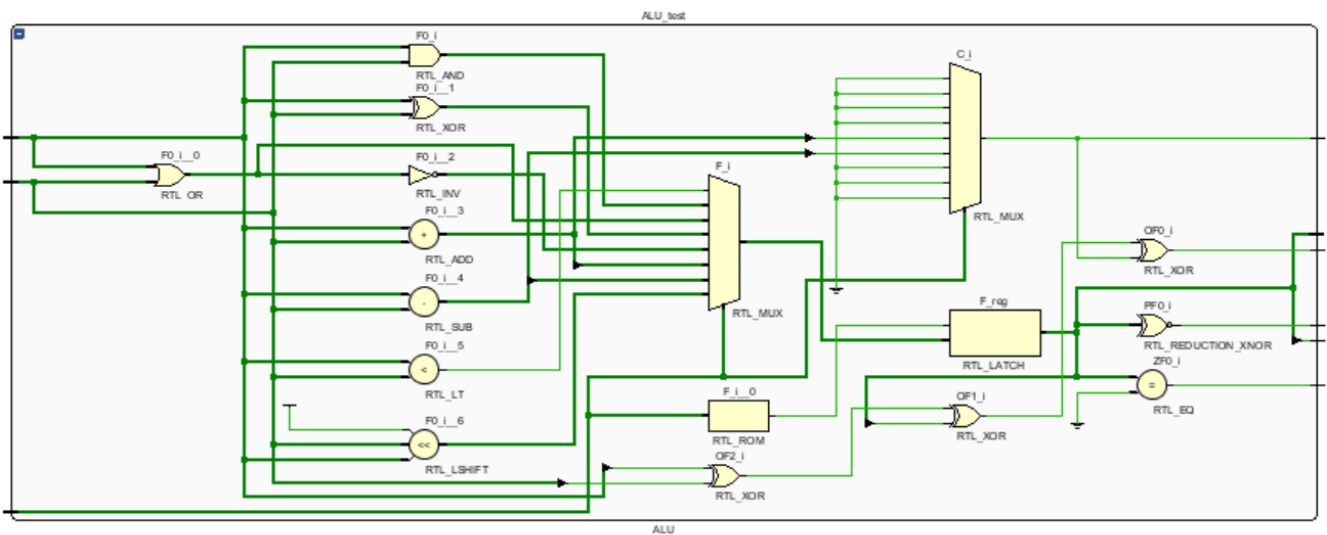 ALU_test
F0_i
RTL_AND
F0_i__1
RTL_XOR
F0_i__0
RTL_OR
F0_i__2
RTL_INV
F0_i__3
+
RTL_ADD
F0_i__4
-
RTL_SUB
F0_i__5
<
RTL_LT
F0_i__6
<<
RTL_LSHIFT
F_i
RTL_MUX
F_i__0
RTL_ROM
OF2_i
RTL_XOR
C_i
RTL_MUX
F_reg
RTL_LATCH
OF1_i
RTL_XOR
OF0_i
RTL_XOR
PF0_i
RTL_REDUCTION_XNOR
ZF0_i
=
RTL_EQ
ALU